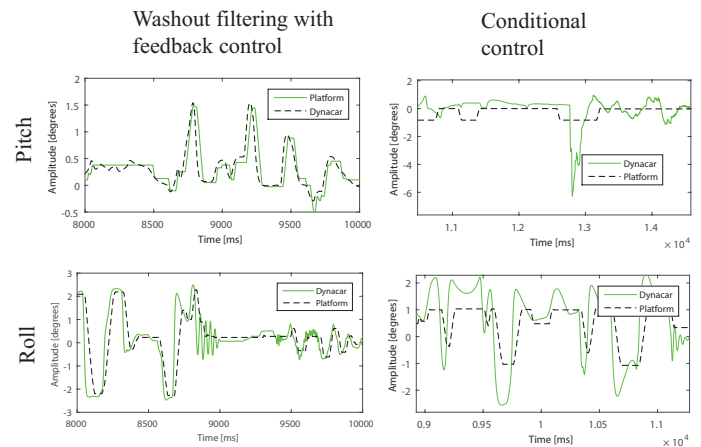 Washout filtering with
feedback control
Conditional
control
Pitch
Amplitude [degrees]
2
1.5
1
0.5
0
-0.5
8000 8500 9000 9500 10000
Time [ms]
Platform
Dynacar
Amplitude [degrees]
2
0
-2
-4
-6
1.1 1.2 1.3 1.4
Time [ms]
× 10⁴
Dynacar
Platform
Roll
Amplitude [degrees]
3
2
1
0
-1
-2
-3
8000 8500 9000 9500 10000
Time [ms]
Dynacar
Platform
Amplitude [degrees]
2
1
0
-1
-2
0.9 0.95 1 1.05 1.1
Time [ms]
× 10⁴
Dynacar
Platform